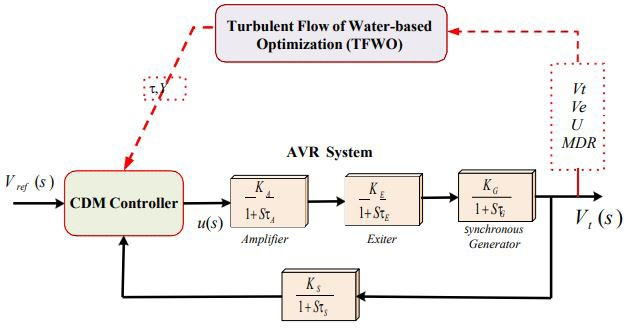 Turbulent Flow of Water-based
Optimization (TFWO)
τ,γ
Vt
Ve
U
MDR
AVR System
V_ref (s)
CDM Controller
u(s)
K_A
1+Sτ_A
Amplifier
K_E
1+Sτ_E
Exiter
K_G
1+Sτ_G
synchronous
Generator
V_t (s)
K_S
1+Sτ_S